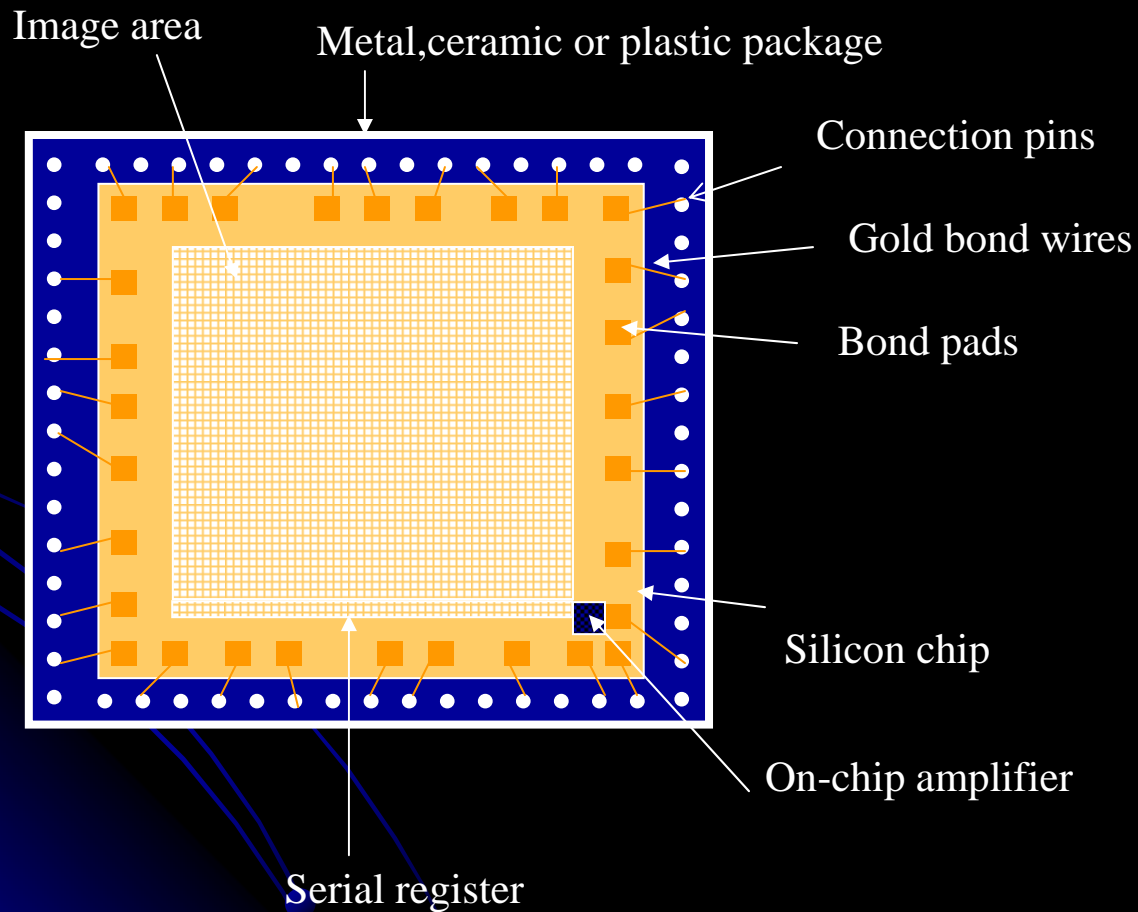 Image area
Metal,ceramic or plastic package
Connection pins
Gold bond wires
Bond pads
Silicon chip
On-chip amplifier
Serial register